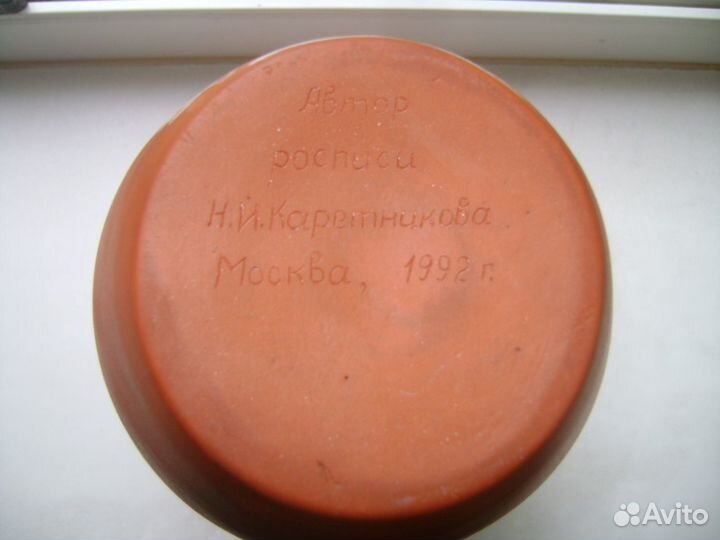 Автор
росписи
Н.И.Каретникова
Москва, 1992 г.
Avito